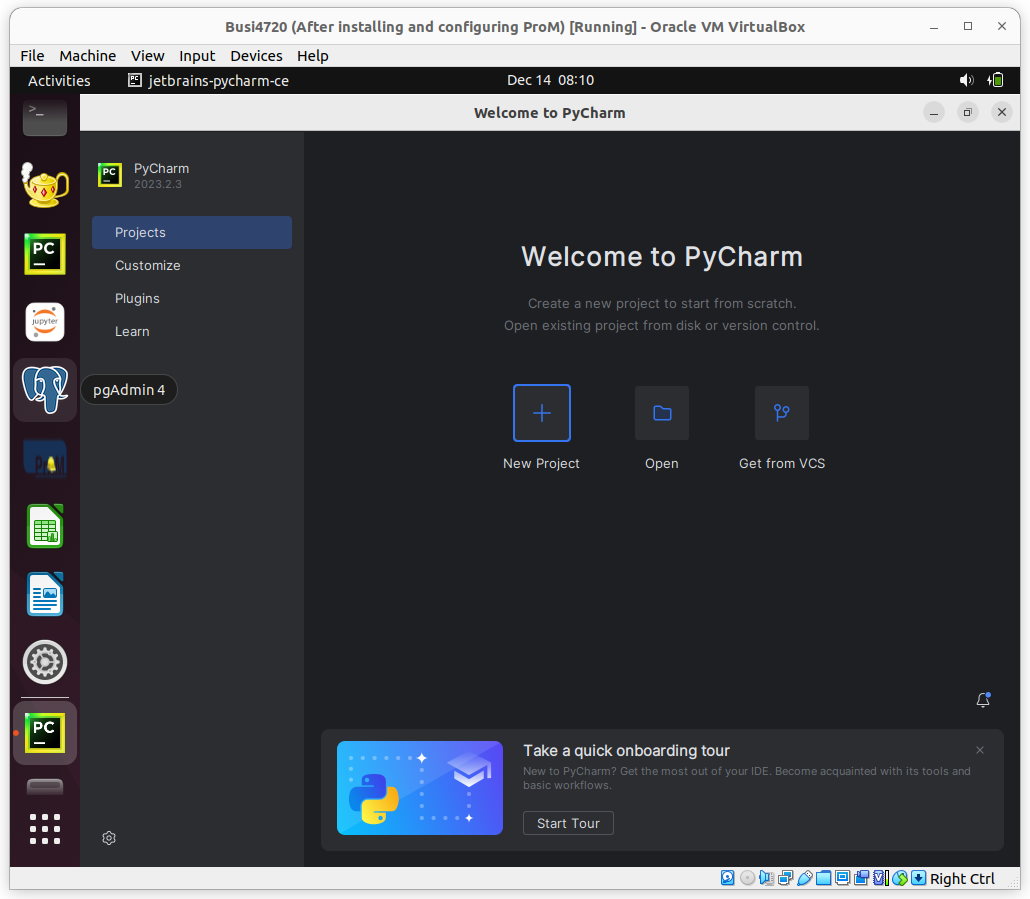 Busi4720 (After installing and configuring ProM) [Running] - Oracle VM VirtualBox
File Machine View Input Devices Help
Activities jetbrains-pycharm-ce Dec 14 08:10
Welcome to PyCharm
>_
PC PyCharm
2023.2.3
Projects
Customize
Plugins
Learn
PC
jupyter
pgAdmin 4
Welcome to PyCharm
Create a new project to start from scratch.
Open existing project from disk or version control.
New Project Open Get from VCS
PC
Take a quick onboarding tour
New to PyCharm? Get the most out of your IDE. Become acquainted with its tools and
basic workflows.
Start Tour
Right Ctrl